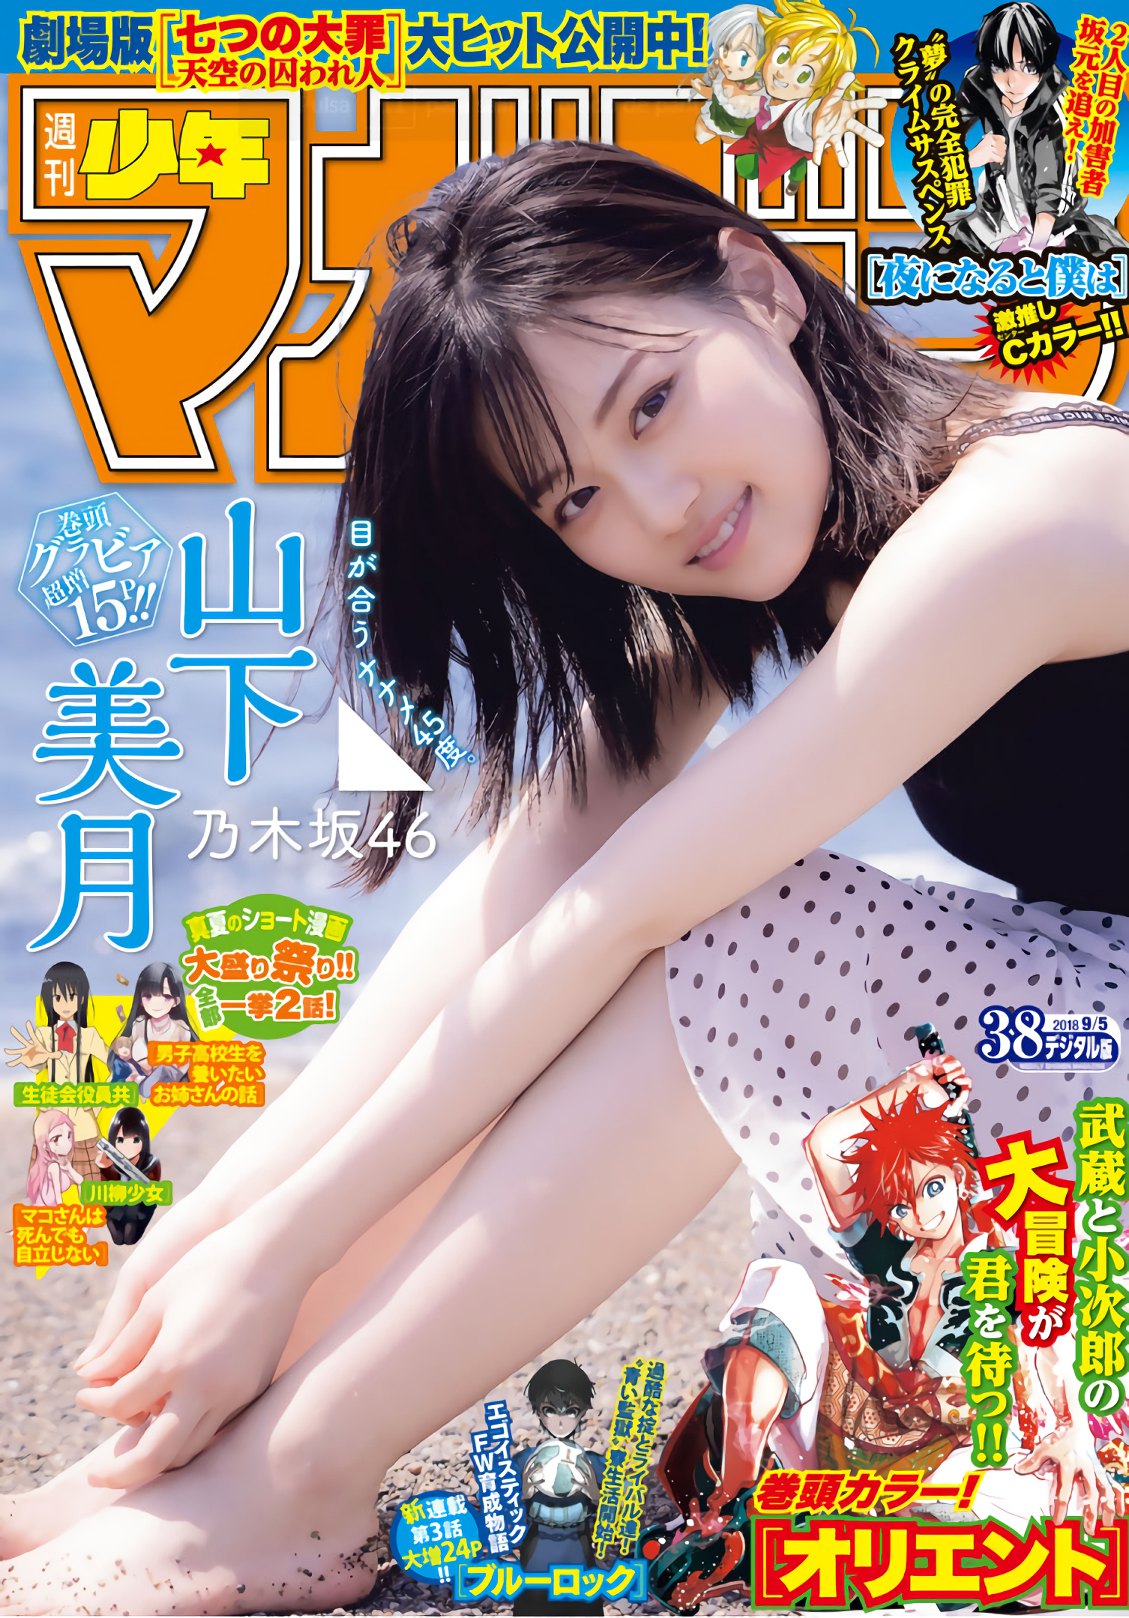 劇場版[七つの大罪 天空の囚われ人]大ヒット公開中!
週刊
少年
マガジン
2人目の加害者
坂元を追え!
“夢”の完全犯罪
クライムサスペンス
[夜になると僕は]
激推し
Cカラー!!
センター
NICENICE
巻頭
グラビア
超増
15P!!
山下
美月
目が合うナナメ45度。
乃木坂46
真夏のショート漫画
大盛り祭り!!
全部一挙2話!
生徒会役員共
『男子高校生を
養いたい
お姉さんの話』
川柳少女
『マコさんは
死んでも
自立しない』
38
2018 9/5
デジタル版
武蔵と小次郎の
大冒険が
君を待つ!!
巻頭カラー!
[オリエント]
過酷な掟とライバル達!
“青い監獄”寮生活開始!
エゴイスティック
FW育成物語
新連載
第3話
大増24P
!!
[ブルーロック]